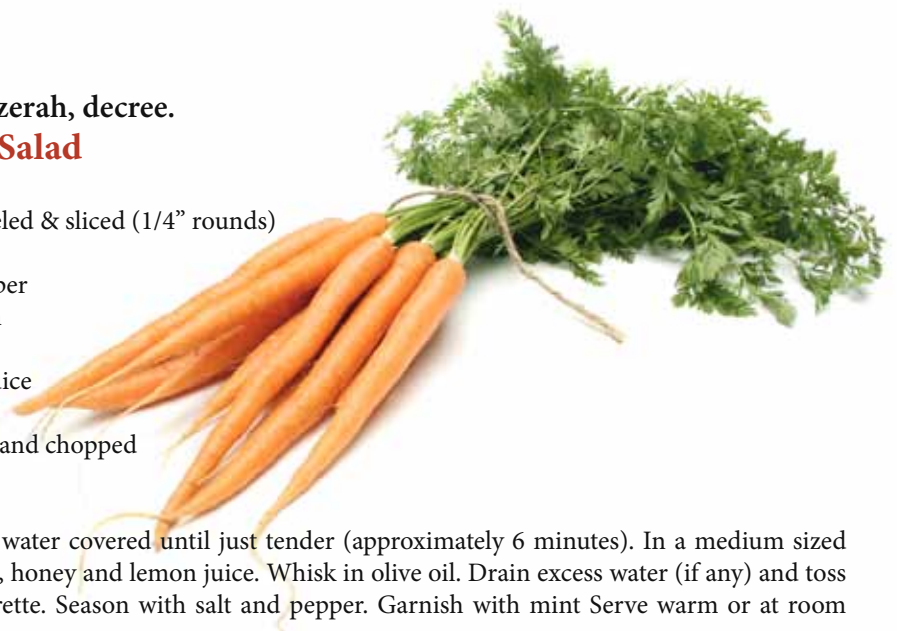 zerah, decree.
Salad
led & sliced (1/4” rounds)
per
ice
and chopped
water covered until just tender (approximately 6 minutes). In a medium sized
, honey and lemon juice. Whisk in olive oil. Drain excess water (if any) and toss
rette. Season with salt and pepper. Garnish with mint Serve warm or at room